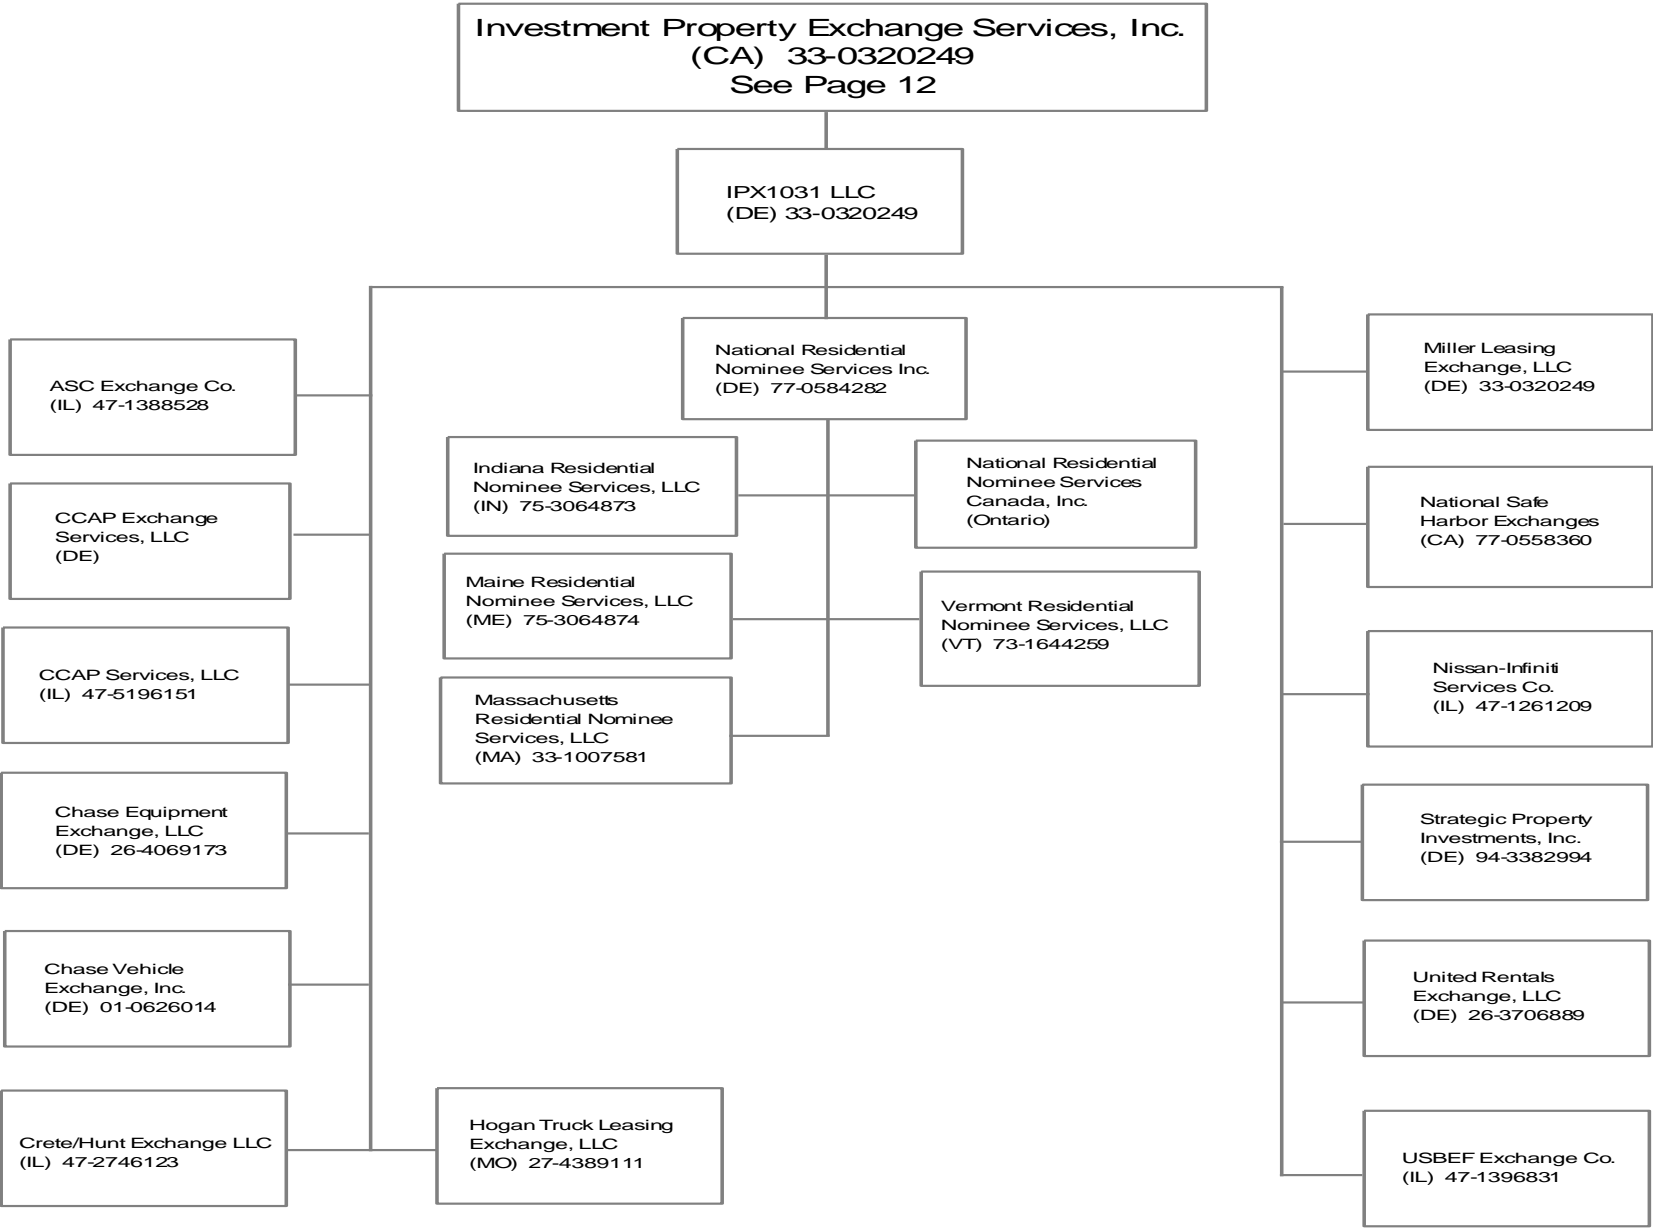 Investment Property Exchange Services, Inc.
(CA) 33-0320249
See Page 12
IPX1031 LLC
(DE) 33-0320249
National Residential
Nominee Services Inc.
(DE) 77-0584282
ASC Exchange Co.
(IL) 47-1388528
CCAP Exchange
Services, LLC
(DE)
CCAP Services, LLC
(IL) 47-5196151
Chase Equipment
Exchange, LLC
(DE) 26-4069173
Chase Vehicle
Exchange, Inc.
(DE) 01-0626014
Crete/Hunt Exchange LLC
(IL) 47-2746123
Hogan Truck Leasing
Exchange, LLC
(MO) 27-4389111
Indiana Residential
Nominee Services, LLC
(IN) 75-3064873
Maine Residential
Nominee Services, LLC
(ME) 75-3064874
Massachusetts
Residential Nominee
Services, LLC
(MA) 33-1007581
National Residential
Nominee Services
Canada, Inc.
(Ontario)
Vermont Residential
Nominee Services, LLC
(VT) 73-1644259
Miller Leasing
Exchange, LLC
(DE) 33-0320249
National Safe
Harbor Exchanges
(CA) 77-0558360
Nissan-Infiniti
Services Co.
(IL) 47-1261209
Strategic Property
Investments, Inc.
(DE) 94-3382994
United Rentals
Exchange, LLC
(DE) 26-3706889
USBEF Exchange Co.
(IL) 47-1396831